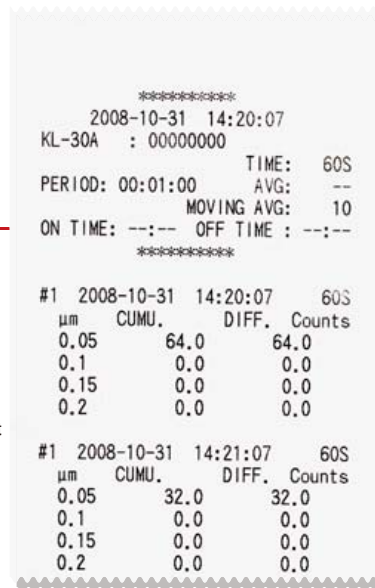 **********
2008-10-31 14:20:07
KL-30A : 00000000
TIME: 60S
PERIOD: 00:01:00 AVG: --
MOVING AVG: 10
ON TIME: --:-- OFF TIME : --:--
**********
#1 2008-10-31 14:20:07 60S
µm CUMU. DIFF. Counts
0.05 64.0 64.0
0.1 0.0 0.0
0.15 0.0 0.0
0.2 0.0 0.0
#1 2008-10-31 14:21:07 60S
µm CUMU. DIFF. Counts
0.05 32.0 32.0
0.1 0.0 0.0
0.15 0.0 0.0
0.2 0.0 0.0